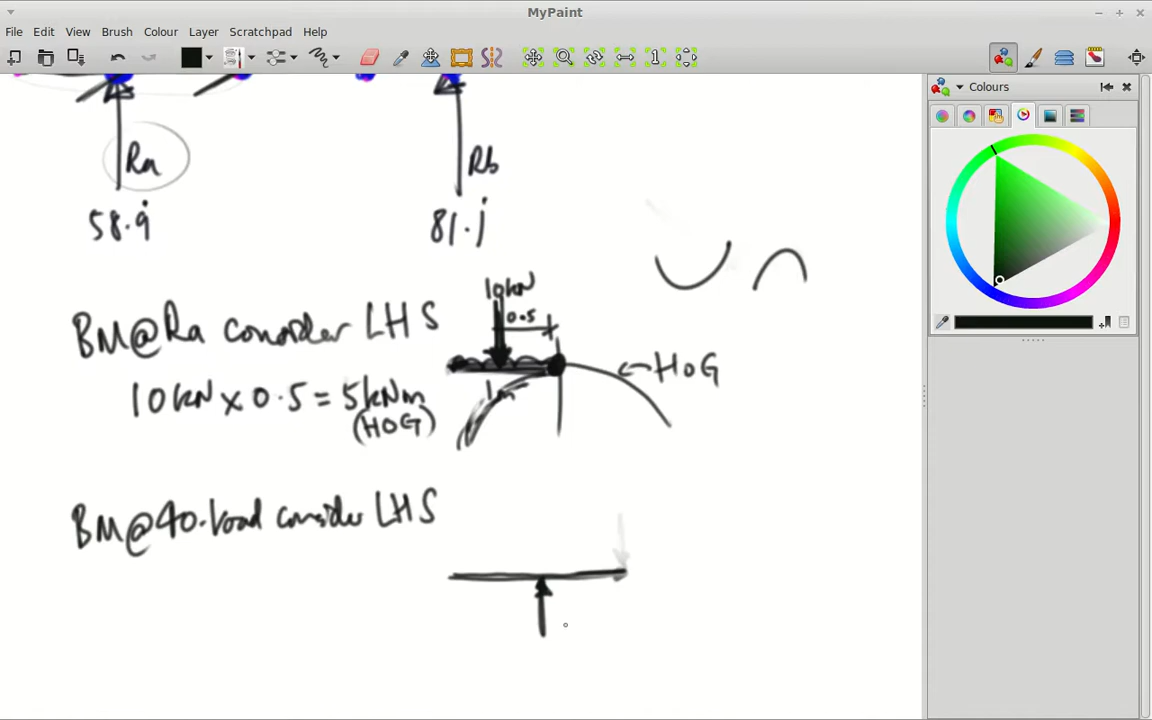 MyPaint
File Edit View Brush Colour Layer Scratchpad Help
Colours
Ra
Rb
58.9
81.1
10kN
0.5
BM@Ra consider LHS
HOG
1m
10kN x 0.5 = 5kNm
(HOG)
BM@40.load consider LHS